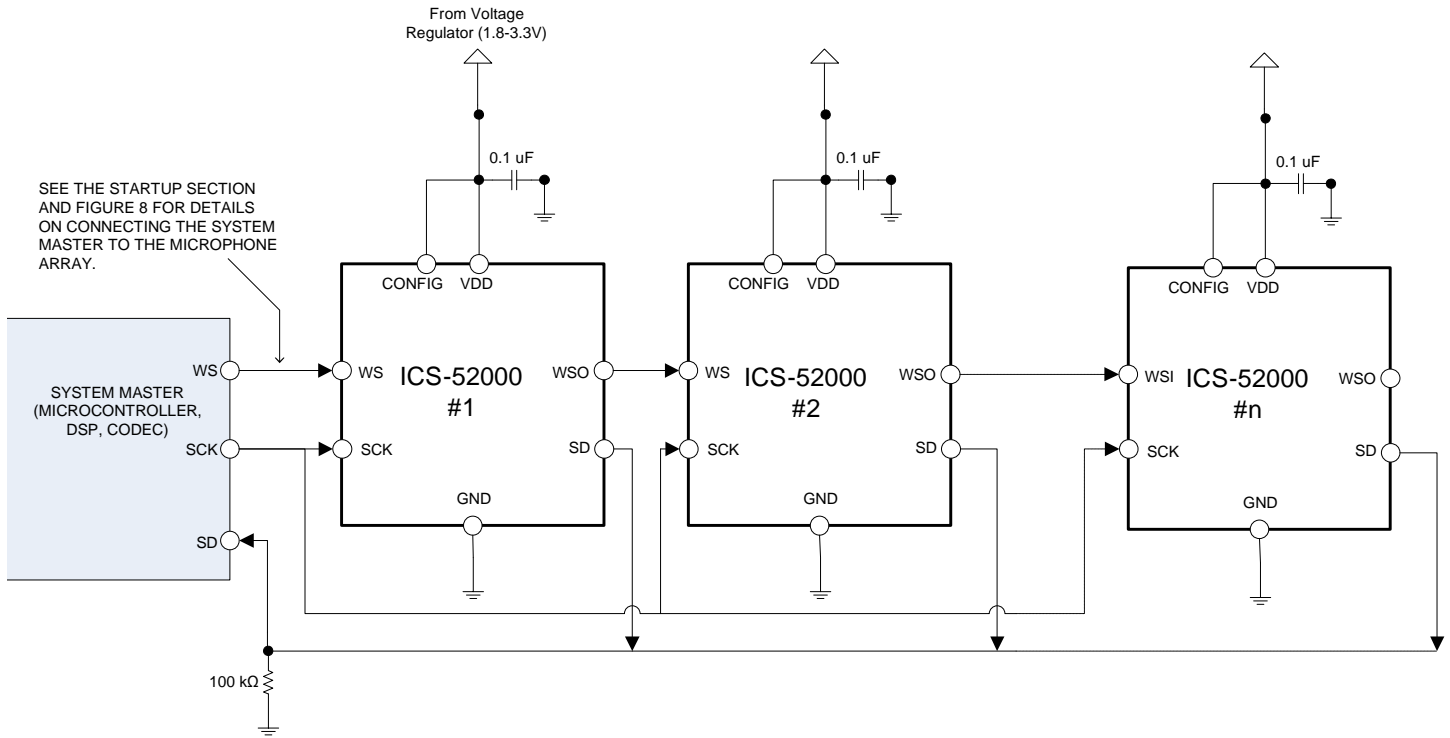 From Voltage
Regulator (1.8-3.3V)
0.1 uF
0.1 uF
0.1 uF
SEE THE STARTUP SECTION
AND FIGURE 8 FOR DETAILS
ON CONNECTING THE SYSTEM
MASTER TO THE MICROPHONE
ARRAY.
CONFIG VDD
CONFIG VDD
CONFIG VDD
SYSTEM MASTER
(MICROCONTROLLER,
DSP, CODEC)
WS
SCK
SD
WS
ICS-52000
#1
WSO
SCK
SD
GND
WS
ICS-52000
#2
WSO
SCK
SD
GND
WSI
ICS-52000
#n
WSO
SCK
SD
GND
100 kΩ